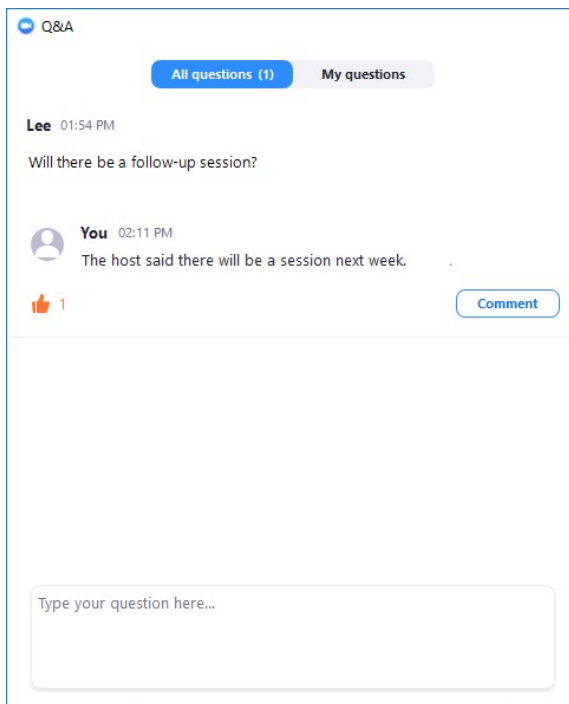 Q&A
All questions (1) My questions
Lee 01:54 PM
Will there be a follow-up session?
You 02:11 PM
The host said there will be a session next week.
1 Comment
Type your question here...